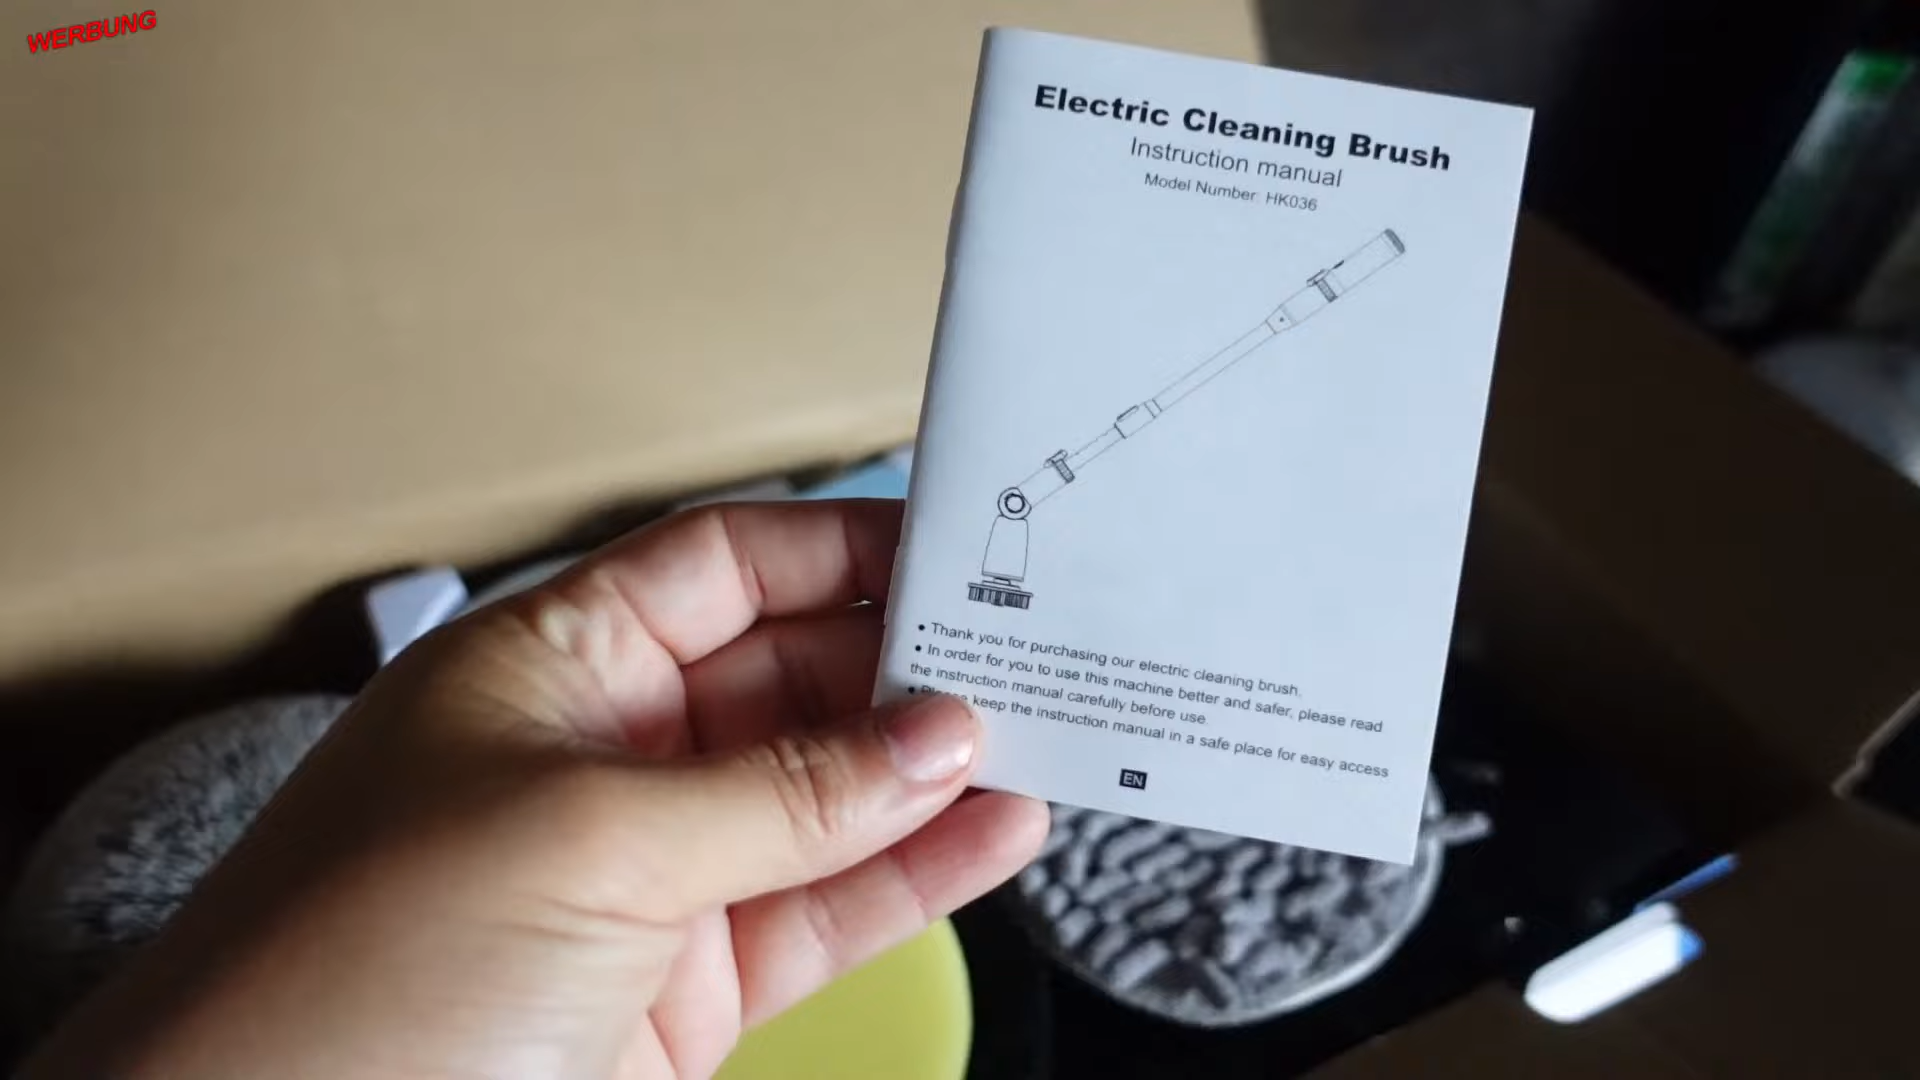 WERBUNG
Electric Cleaning Brush
Instruction manual
Model Number: HK036
• Thank you for purchasing our electric cleaning brush.
• In order for you to use this machine better and safer, please read
the instruction manual carefully before use.
• Please keep the instruction manual in a safe place for easy access
EN